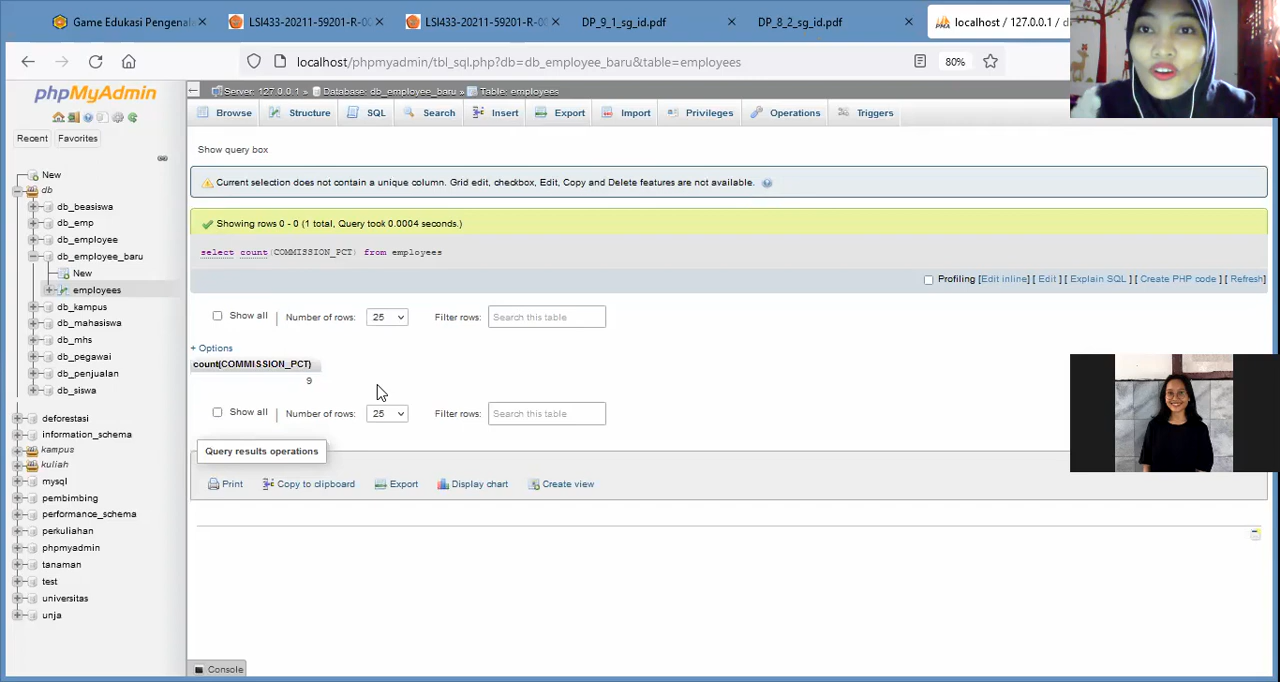 Game Edukasi Pengenal
LSI433-20211-59201-R-00
LSI433-20211-59201-R-0
DP_9_1_sg_id.pdf
DP_8_2_sg_id.pdf
localhost / 127.0.0.1 / d
localhost/phpmyadmin/tbl_sql.php?db=db_employee_baru&table=employees
80%
phpMyAdmin
Recent
Favorites
New
db
db_beasiswa
db_emp
db_employee
db_employee_baru
New
employees
db_kampus
db_mahasiswa
db_mhs
db_pegawai
db_penjualan
db_siswa
deforestasi
information_schema
kampus
kuliah
mysql
pembimbing
performance_schema
perkuliahan
phpmyadmin
tanaman
test
universitas
unja
Server: 127.0.0.1 » Database: db_employee_baru » Table: employees
Browse Structure SQL Search Insert Export Import Privileges Operations Triggers
Show query box
Current selection does not contain a unique column. Grid edit, checkbox, Edit, Copy and Delete features are not available.
Showing rows 0 - 0 (1 total, Query took 0.0004 seconds.)
select count(COMMISSION_PCT) from employees
Profiling [Edit inline] [ Edit ] [ Explain SQL ] [ Create PHP code ] [ Refresh]
Show all | Number of rows: 25 Filter rows: Search this table
+ Options
count(COMMISSION_PCT)
9
Show all | Number of rows: 25 Filter rows: Search this table
Query results operations
Print Copy to clipboard Export Display chart Create view
Console